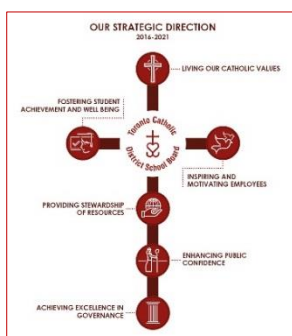 OUR STRATEGIC DIRECTION
2016-2021
LIVING OUR CATHOLIC VALUES
FOSTERING STUDENT
ACHIEVEMENT AND WELL BEING
Toronto Catholic
District School Board
INSPIRING AND
MOTIVATING EMPLOYEES
PROVIDING STEWARDSHIP
OF RESOURCES
ENHANCING PUBLIC
CONFIDENCE
ACHIEVING EXCELLENCE IN
GOVERNANCE